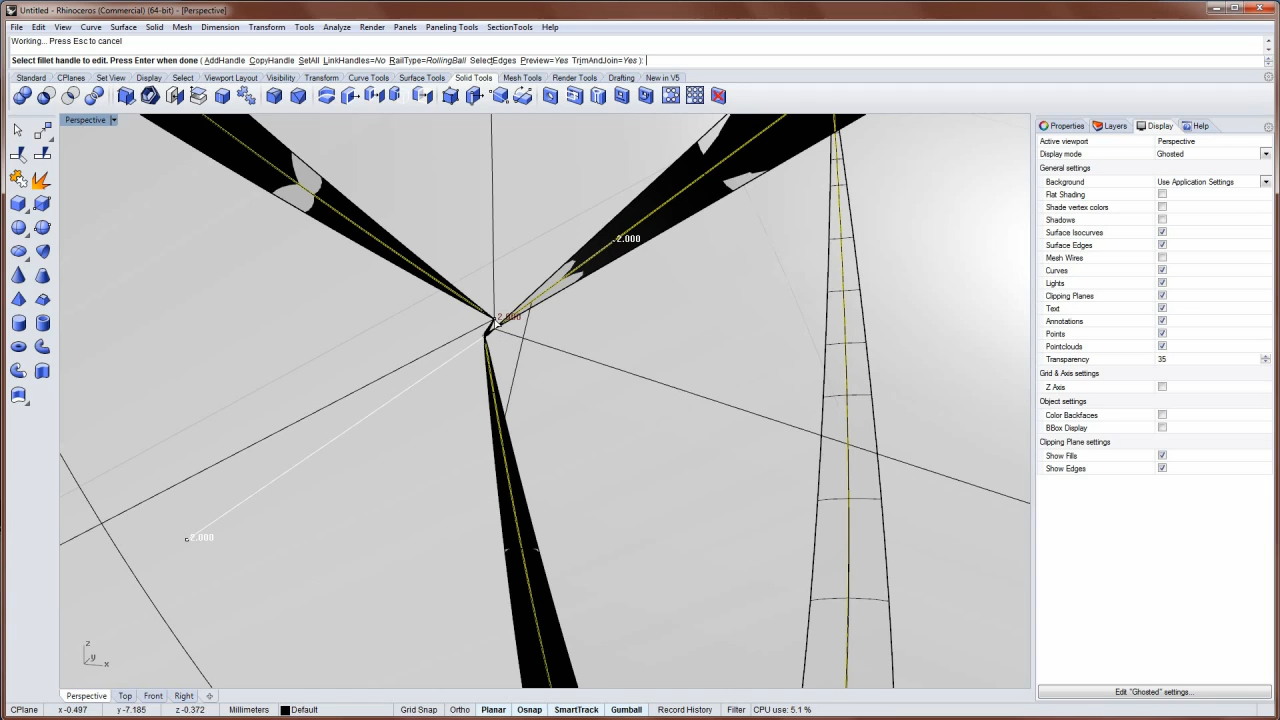 Untitled - Rhinoceros (Commercial) (64-bit) - [Perspective]
File Edit View Curve Surface Solid Mesh Dimension Transform Tools Analyze Render Panels Paneling Tools SectionTools Help
Working... Press Esc to cancel
Select fillet handle to edit. Press Enter when done ( AddHandle CopyHandle SetAll LinkHandles=No RailType=RollingBall SelectEdges Preview=Yes TrimAndJoin=Yes ):
Standard CPlanes Set View Display Select Viewport Layout Visibility Transform Curve Tools Surface Tools Solid Tools Mesh Tools Render Tools Drafting New in V5
Perspective
Properties Layers Display Help
Active viewport Perspective
Display mode Ghosted
General settings
Background Use Application Settings
Flat Shading
Shade vertex colors
Shadows
Surface Isocurves
Surface Edges
Mesh Wires
Curves
Lights
Clipping Planes
Text
Annotations
Points
Pointclouds
Transparency 35
Grid & Axis settings
Z Axis
Object settings
Color Backfaces
BBox Display
Clipping Plane settings
Show Fills
Show Edges
2.000
2.000
z
y
x
Perspective Top Front Right
Edit "Ghosted" settings...
CPlane x -0.497 y -7.185 z -0.372 Millimeters Default Grid Snap Ortho Planar Osnap SmartTrack Gumball Record History Filter CPU use: 5.1 %